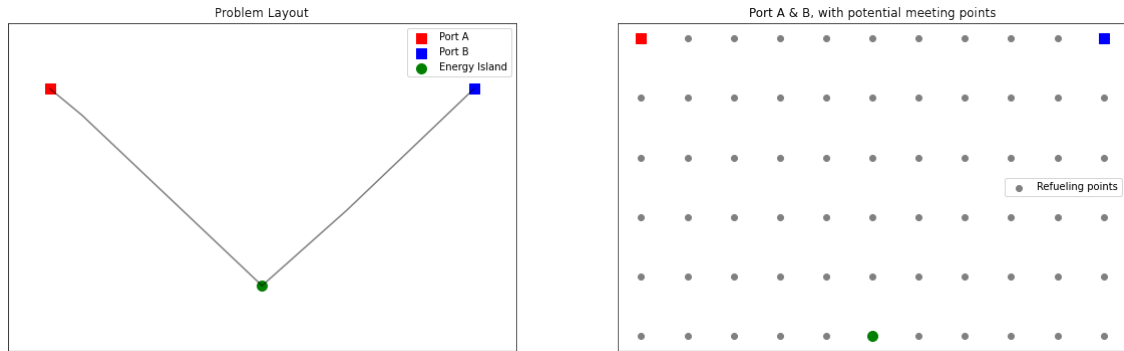 Problem Layout
Port A
Port B
Energy Island
Port A & B, with potential meeting points
Refueling points